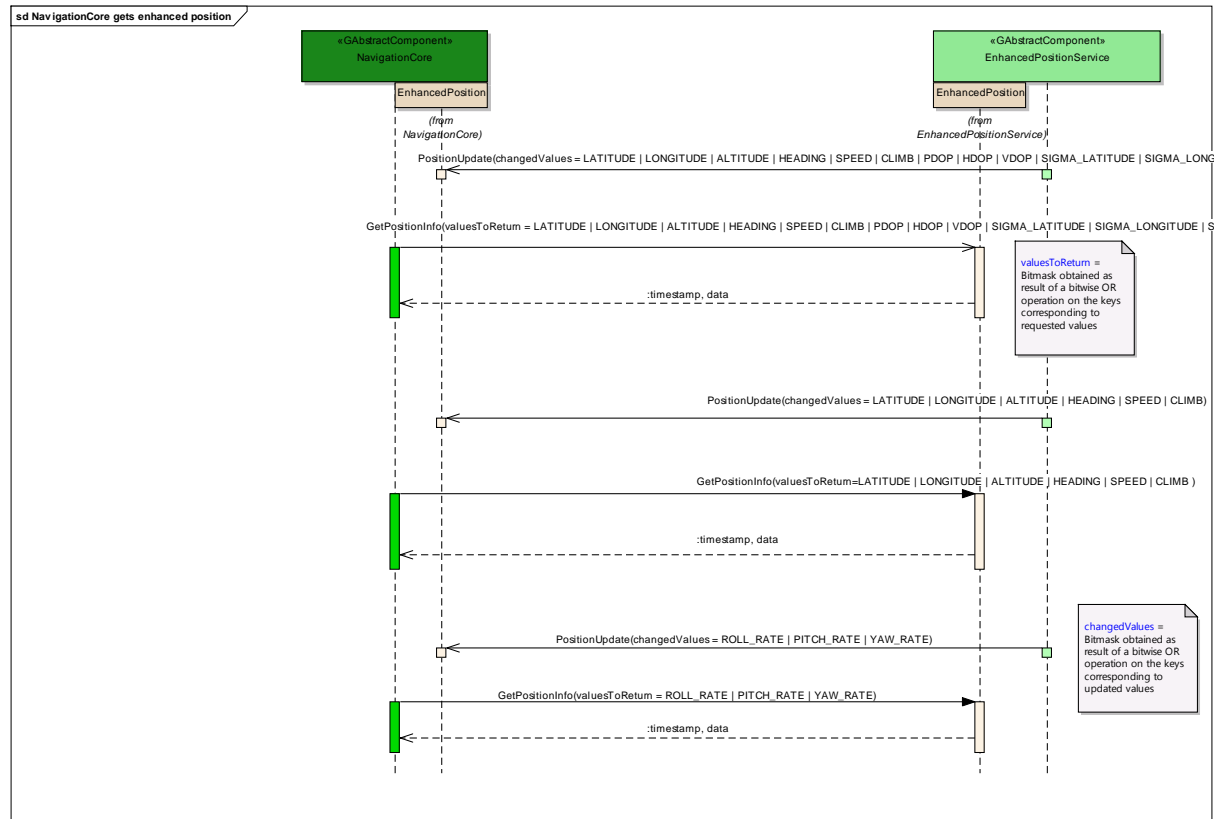 sd NavigationCore gets enhanced position
«GAbstractComponent»
NavigationCore
«GAbstractComponent»
EnhancedPositionService
EnhancedPosition
EnhancedPosition
(from
NavigationCore)
(from
EnhancedPositionService)
PositionUpdate(changedValues = LATITUDE | LONGITUDE | ALTITUDE | HEADING | SPEED | CLIMB | PDOP | HDOP | VDOP | SIGMA_LATITUDE | SIGMA_LONG
GetPositionInfo(valuesToReturn = LATITUDE | LONGITUDE | ALTITUDE | HEADING | SPEED | CLIMB | PDOP | HDOP | VDOP | SIGMA_LATITUDE | SIGMA_LONGITUDE | S
valuesToReturn =
Bitmask obtained as
result of a bitwise OR
operation on the keys
corresponding to
requested values
:timestamp, data
PositionUpdate(changedValues = LATITUDE | LONGITUDE | ALTITUDE | HEADING | SPEED | CLIMB)
GetPositionInfo(valuesToReturn=LATITUDE | LONGITUDE | ALTITUDE | HEADING | SPEED | CLIMB )
:timestamp, data
changedValues =
Bitmask obtained as
result of a bitwise OR
operation on the keys
corresponding to
updated values
PositionUpdate(changedValues = ROLL_RATE | PITCH_RATE | YAW_RATE)
GetPositionInfo(valuesToReturn = ROLL_RATE | PITCH_RATE | YAW_RATE)
:timestamp, data